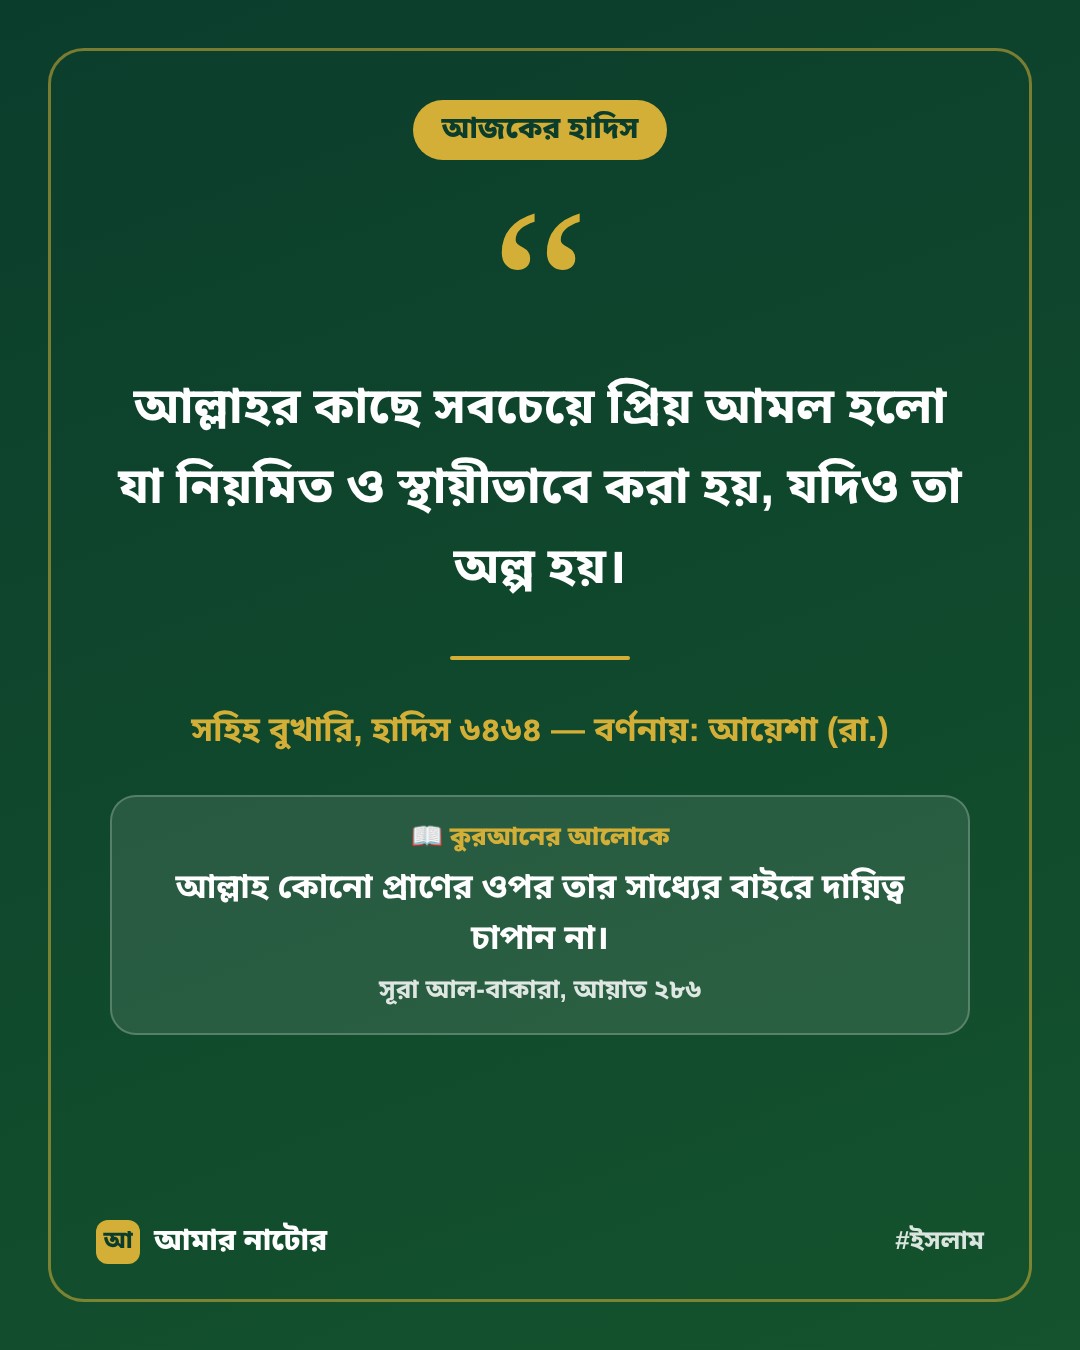 আজকের হাদিস
“
আল্লাহর কাছে সবচেয়ে প্রিয় আমল হলো
যা নিয়মিত ও স্থায়ীভাবে করা হয়, যদিও তা
অল্প হয়।
সহিহ বুখারি, হাদিস ৬৪৬৪ — বর্ণনায়: আয়েশা (রা.)
📖 কুরআনের আলোকে
আল্লাহ কোনো প্রাণের ওপর তার সাধ্যের বাইরে দায়িত্ব
চাপান না।
সূরা আল-বাকারা, আয়াত ২৮৬
আ আমার নাটোর
#ইসলাম